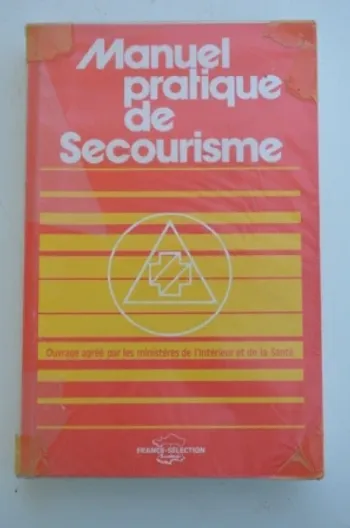 Manuel
pratique
de
Secourisme
Ouvrage agréé par les ministères de l'Intérieur et de la Santé
FRANCE-SELECTION